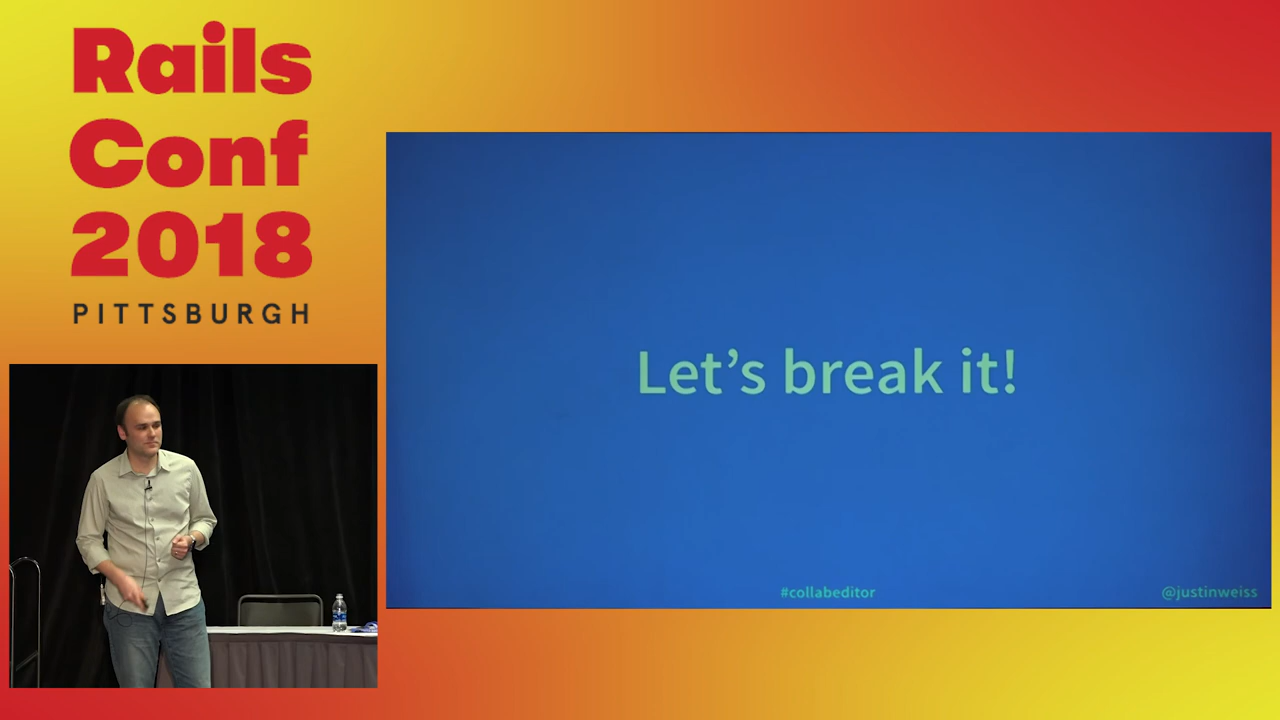 Rails
Conf
2018
PITTSBURGH
Let's break it!
#collabeditor
@justinweiss